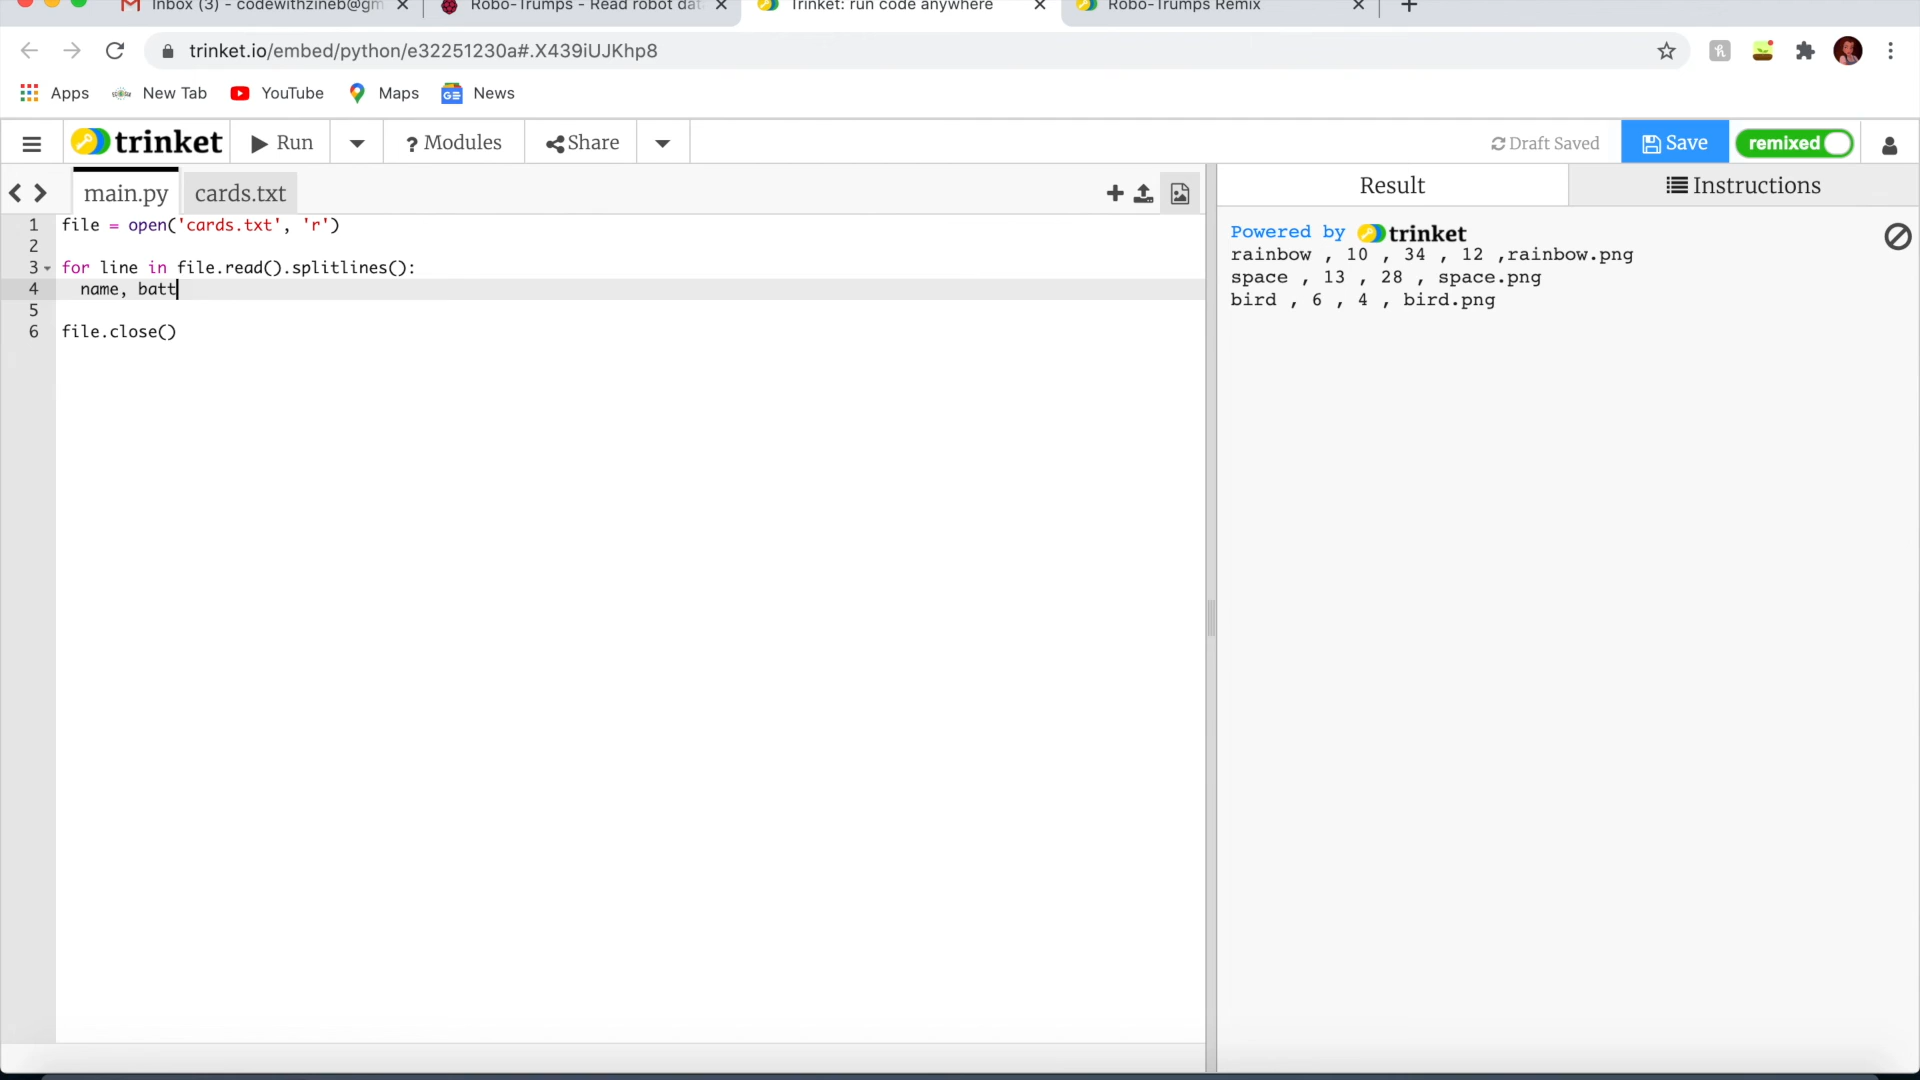 Inbox (3) - codewithzineb@gm
Robo-Trumps - Read robot dat
Trinket: run code anywhere
Robo-Trumps Remix
trinket.io/embed/python/e32251230a#.X439iUJKhp8
Apps
New Tab
YouTube
Maps
News
trinket
Run
? Modules
Share
Draft Saved
Save
remixed
main.py
cards.txt
Result
Instructions
1 file = open('cards.txt', 'r')
2
3 for line in file.read().splitlines():
4 name, batt
5
6 file.close()
Powered by trinket
rainbow , 10 , 34 , 12 ,rainbow.png
space , 13 , 28 , space.png
bird , 6 , 4 , bird.png